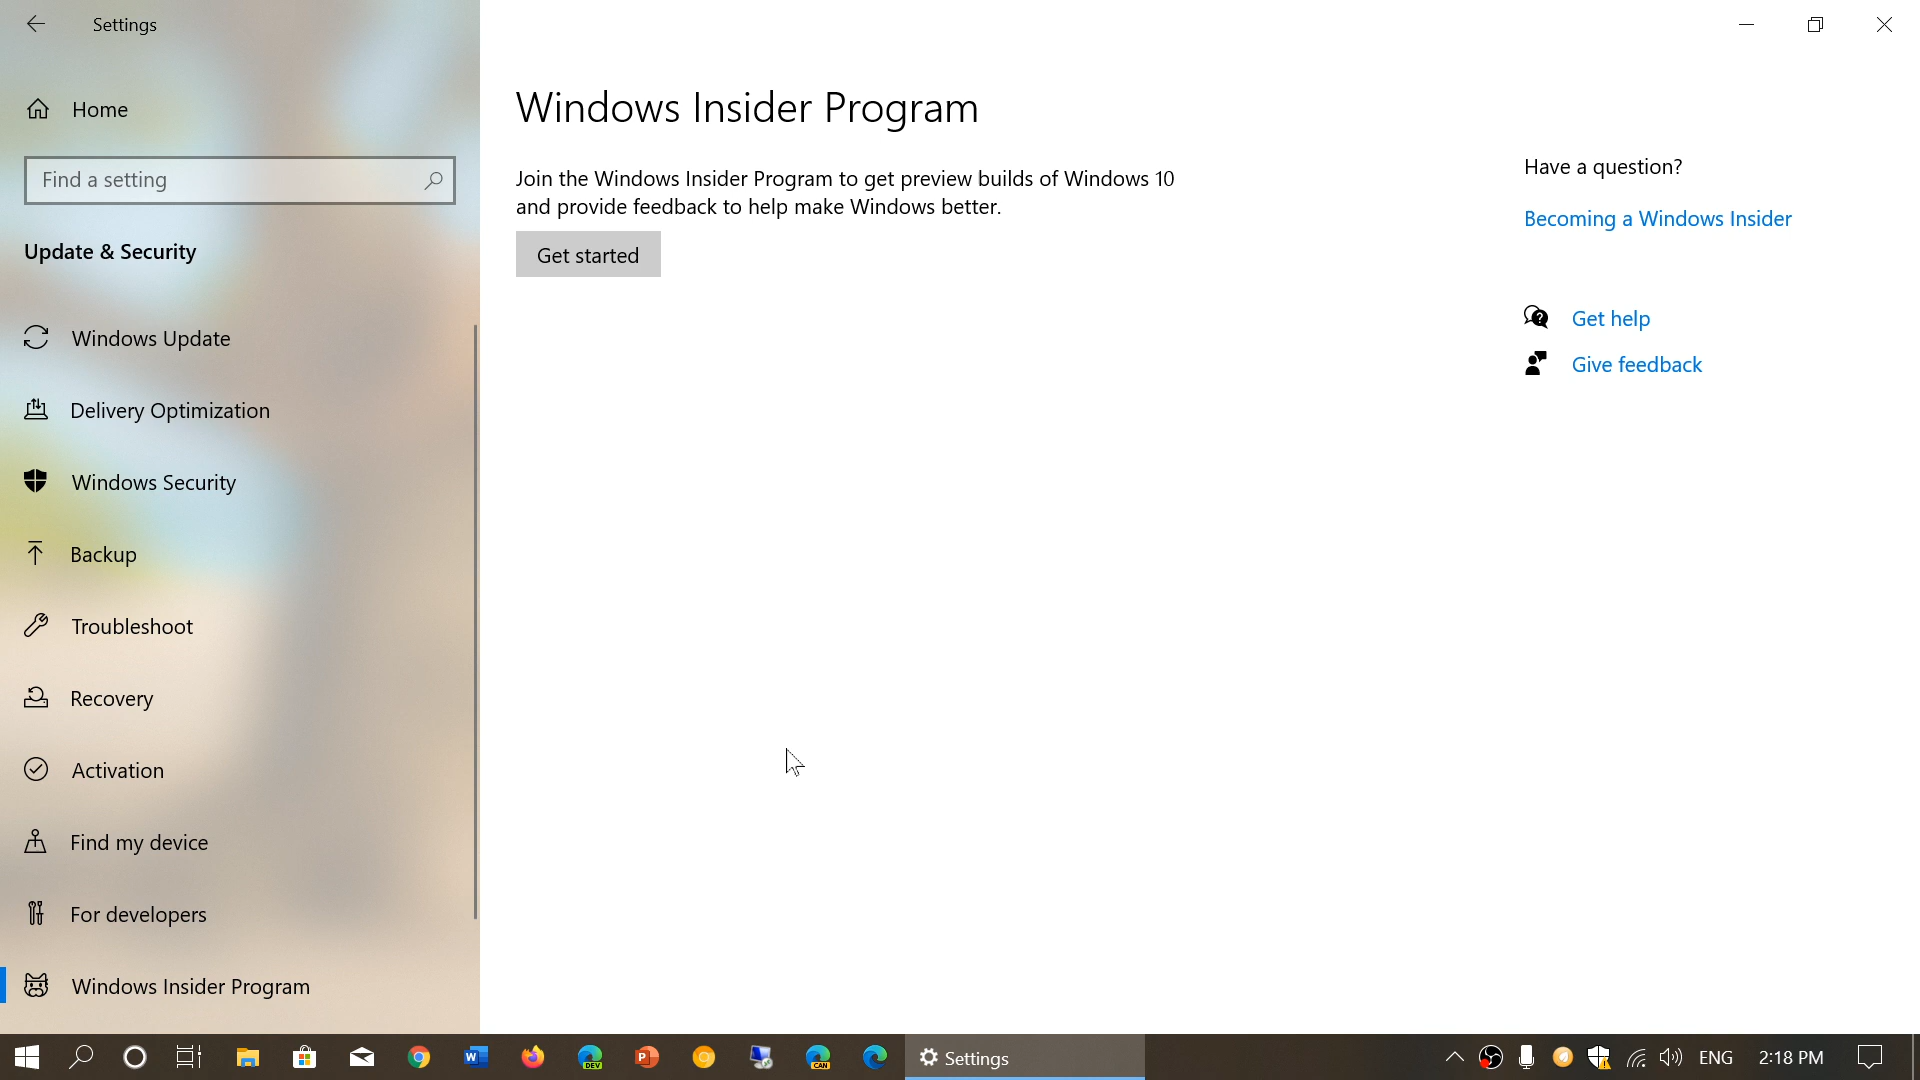 Settings
Home
Find a setting
Update & Security
Windows Update
Delivery Optimization
Windows Security
Backup
Troubleshoot
Recovery
Activation
Find my device
For developers
Windows Insider Program
Windows Insider Program
Join the Windows Insider Program to get preview builds of Windows 10
and provide feedback to help make Windows better.
Get started
Have a question?
Becoming a Windows Insider
Get help
Give feedback
W
DEV
P
CAN
Settings
ENG
2:18 PM